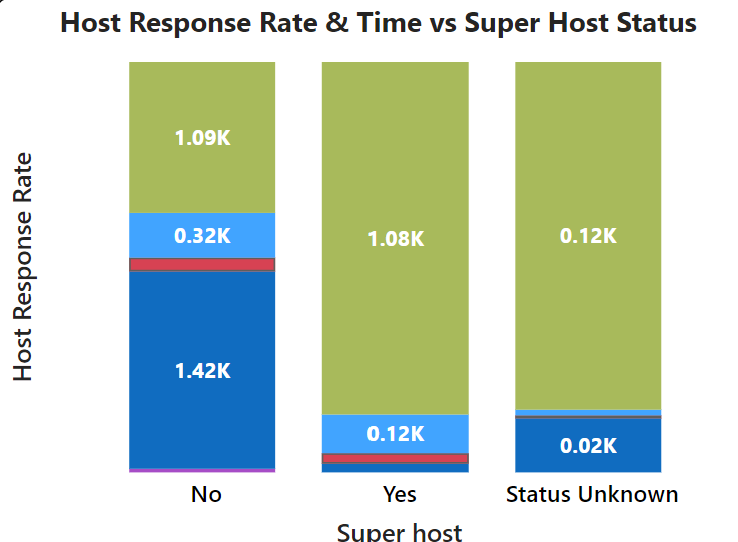 Host Response Rate & Time vs Super Host Status
Host Response Rate
1.09K
0.32K
1.42K
1.08K
0.12K
0.12K
0.02K
No
Yes
Status Unknown
Super host